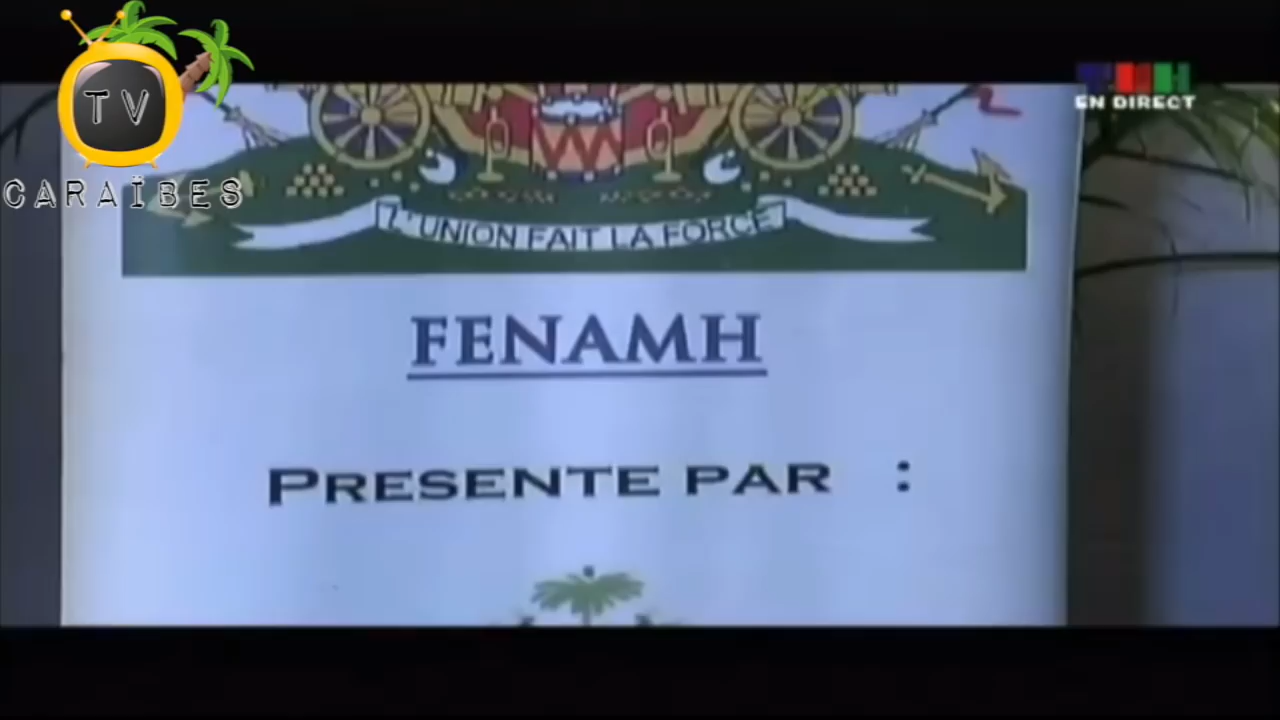 TV
CARAÏBES
EN DIRECT
L'UNION FAIT LA FORCE
FENAMH
PRESENTE PAR :